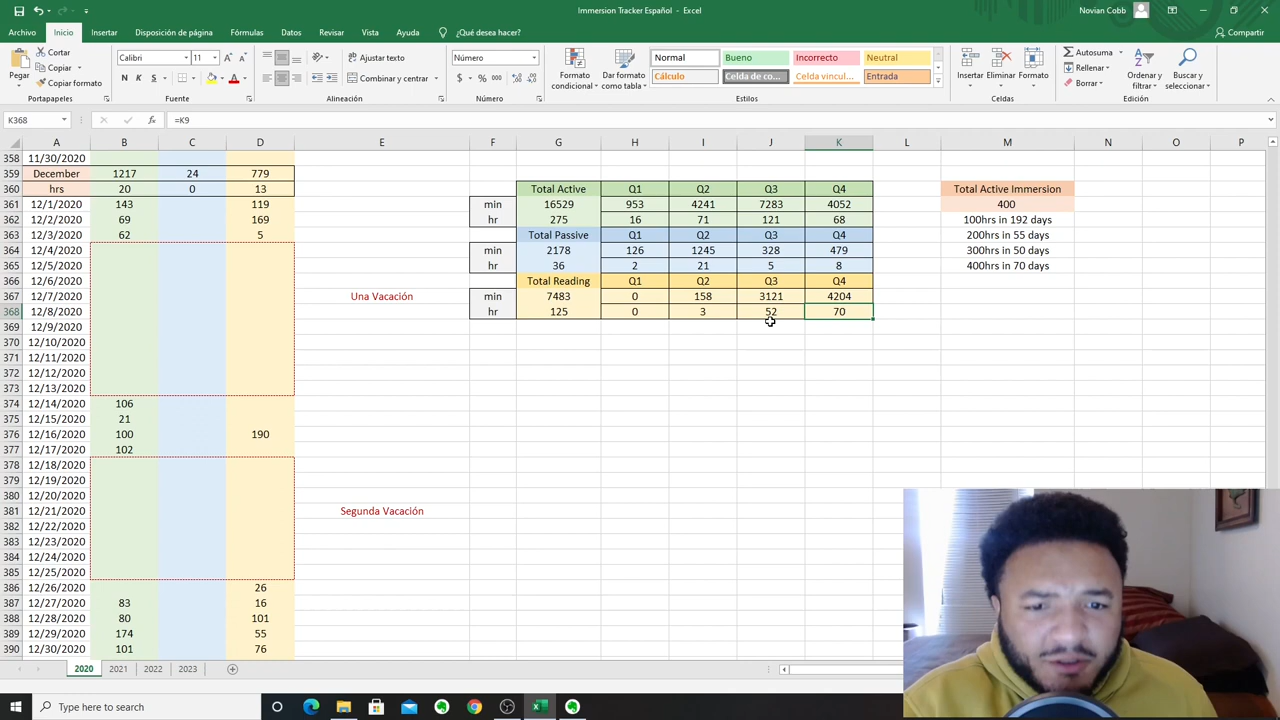 Immersion Tracker Español - Excel
Novian Cobb
Archivo Inicio Insertar Disposición de página Fórmulas Datos Revisar Vista Ayuda ¿Qué desea hacer? Compartir
Pegar
Cortar
Copiar
Copiar formato
Portapapeles
Calibri 11
N K S
Fuente
Ajustar texto
Combinar y centrar
Alineación
Número
$ % 000
Número
Formato condicional
Dar formato como tabla
Normal Bueno Incorrecto Neutral
Cálculo Celda de co... Celda vincul... Entrada
Estilos
Insertar Eliminar Formato
Celdas
Autosuma
Rellenar
Borrar
Ordenar y filtrar
Buscar y seleccionar
Edición
K368 fx =K9
A B C D E F G H I J K L M N O P
358 11/30/2020
359 December 1217 24 779
360 hrs 20 0 13 Total Active Q1 Q2 Q3 Q4 Total Active Immersion
361 12/1/2020 143 119 min 16529 953 4241 7283 4052 400
362 12/2/2020 69 169 hr 275 16 71 121 68 100hrs in 192 days
363 12/3/2020 62 5 Total Passive Q1 Q2 Q3 Q4 200hrs in 55 days
364 12/4/2020 min 2178 126 1245 328 479 300hrs in 50 days
365 12/5/2020 hr 36 2 21 5 8 400hrs in 70 days
366 12/6/2020 Total Reading Q1 Q2 Q3 Q4
367 12/7/2020 Una Vacación min 7483 0 158 3121 4204
368 12/8/2020 hr 125 0 3 52 70
369 12/9/2020
370 12/10/2020
371 12/11/2020
372 12/12/2020
373 12/13/2020
374 12/14/2020 106
375 12/15/2020 21
376 12/16/2020 100 190
377 12/17/2020 102
378 12/18/2020
379 12/19/2020
380 12/20/2020
381 12/21/2020 Segunda Vacación
382 12/22/2020
383 12/23/2020
384 12/24/2020
385 12/25/2020
386 12/26/2020 26
387 12/27/2020 83 16
388 12/28/2020 80 101
389 12/29/2020 174 55
390 12/30/2020 101 76
2020 2021 2022 2023
Type here to search